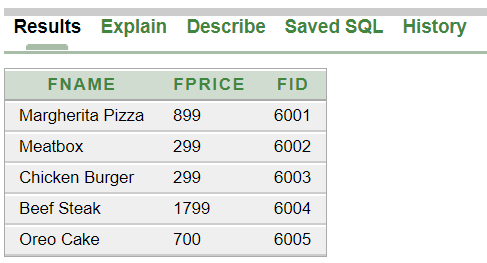 Results Explain Describe Saved SQL History
FNAME FPRICE FID
Margherita Pizza 899 6001
Meatbox 299 6002
Chicken Burger 299 6003
Beef Steak 1799 6004
Oreo Cake 700 6005